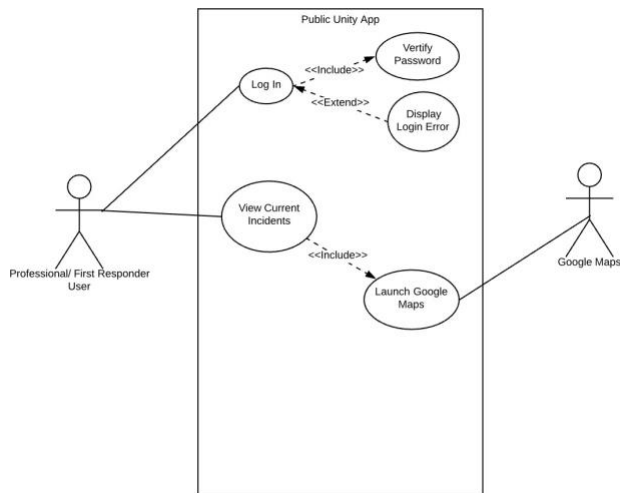 Public Unity App
Vertify
Password
<<Include>>
Log In
<<Extend>>
Display
Login Error
View Current
Incidents
<<Include>>
Launch Google
Maps
Professional/ First Responder
User
Google Maps